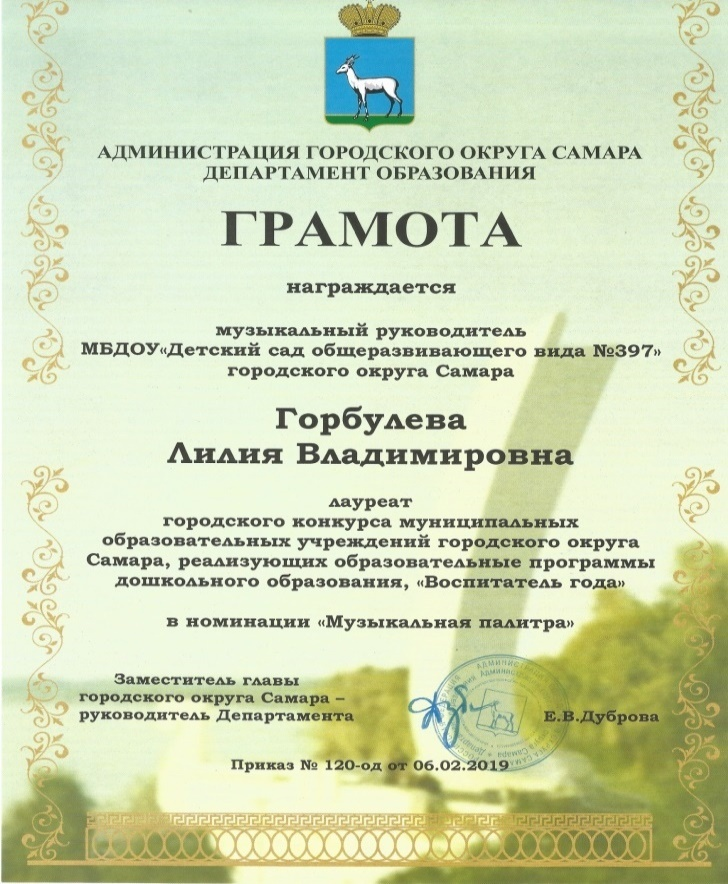 АДМИНИСТРАЦИЯ ГОРОДСКОГО ОКРУГА САМАРА
ДЕПАРТАМЕНТ ОБРАЗОВАНИЯ
ГРАМОТА
награждается
музыкальный руководитель
МБДОУ«Детский сад общеразвивающего вида №397»
городского округа Самара
Горбулева
Лилия Владимировна
лауреат
городского конкурса муниципальных
образовательных учреждений городского округа
Самара, реализующих образовательные программы
дошкольного образования, «Воспитатель года»
в номинации «Музыкальная палитра»
Заместитель главы
городского округа Самара –
руководитель Департамента
Е.В.Дуброва
Приказ № 120-од от 06.02.2019